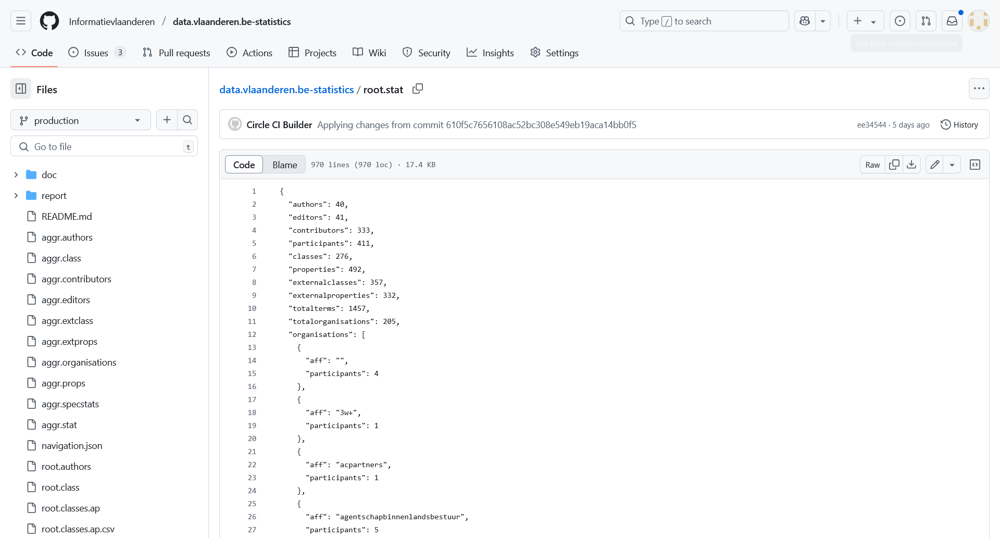 Informatievlaanderen / data.vlaanderen.be-statistics
Type / to search
You have unread notifications
Code
Issues 3
Pull requests
Actions
Projects
Wiki
Security
Insights
Settings
Files
production
Go to file
t
doc
report
README.md
aggr.authors
aggr.class
aggr.contributors
aggr.editors
aggr.extclass
aggr.extprops
aggr.organisations
aggr.props
aggr.specstats
aggr.stat
navigation.json
root.authors
root.class
root.classes.ap
root.classes.ap.csv
data.vlaanderen.be-statistics / root.stat
Circle CI Builder Applying changes from commit 610f5c7656108ac52bc308e549eb19aca14bb0f5
ee34544 · 5 days ago
History
Code
Blame
970 lines (970 loc) · 17.4 KB
Raw
1 {
2 "authors": 40,
3 "editors": 41,
4 "contributors": 333,
5 "participants": 411,
6 "classes": 276,
7 "properties": 492,
8 "externalclasses": 357,
9 "externalproperties": 332,
10 "totalterms": 1457,
11 "totalorganisations": 205,
12 "organisations": [
13 {
14 "aff": "",
15 "participants": 4
16 },
17 {
18 "aff": "3w+",
19 "participants": 1
20 },
21 {
22 "aff": "acpartners",
23 "participants": 1
24 },
25 {
26 "aff": "agentschapbinnenlandsbestuur",
27 "participants": 5